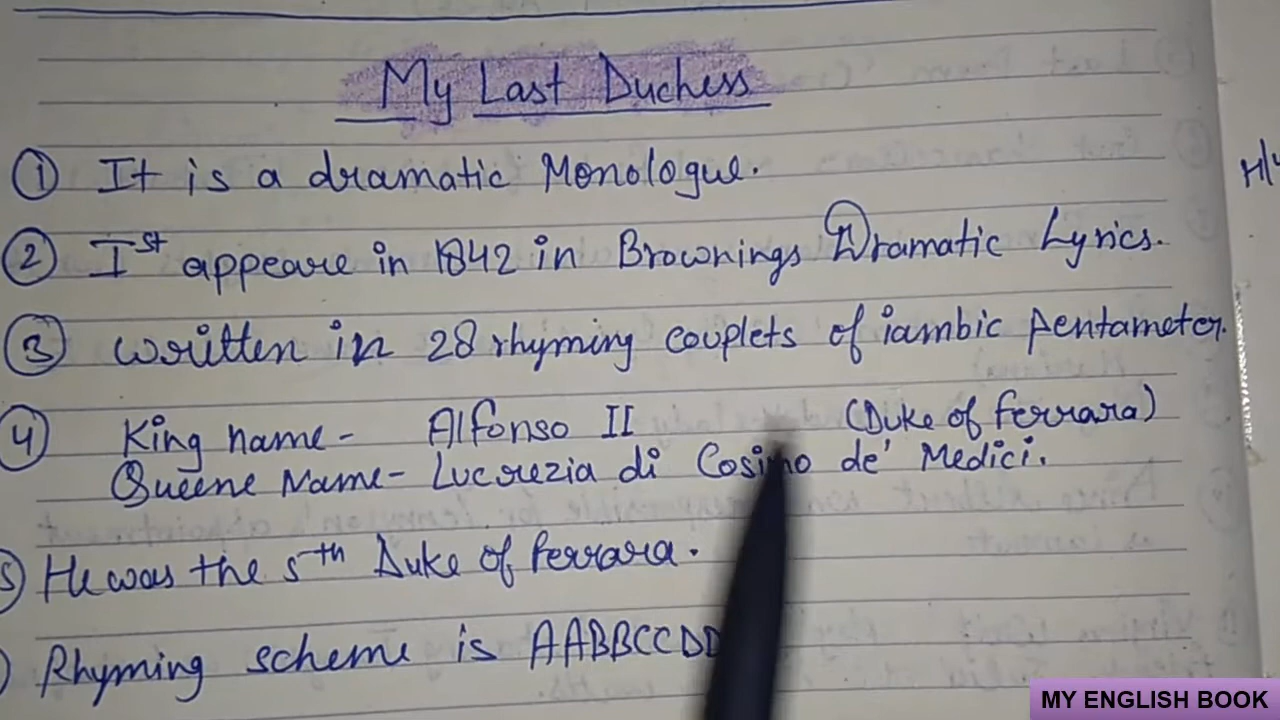 My Last Duchess
① It is a dramatic Monologue.
② Ist appeare in 1842 in Brownings Dramatic Lyrics.
③ written in 28 rhyming couplets of iambic pentameter.
④ King name - Alfonso II (Duke of ferrara)
Queene Name - Lucrezia di Cosimo de' Medici.
5 He was the 5th Duke of ferrara.
Rhyming scheme is AABBCCDD
MY ENGLISH BOOK